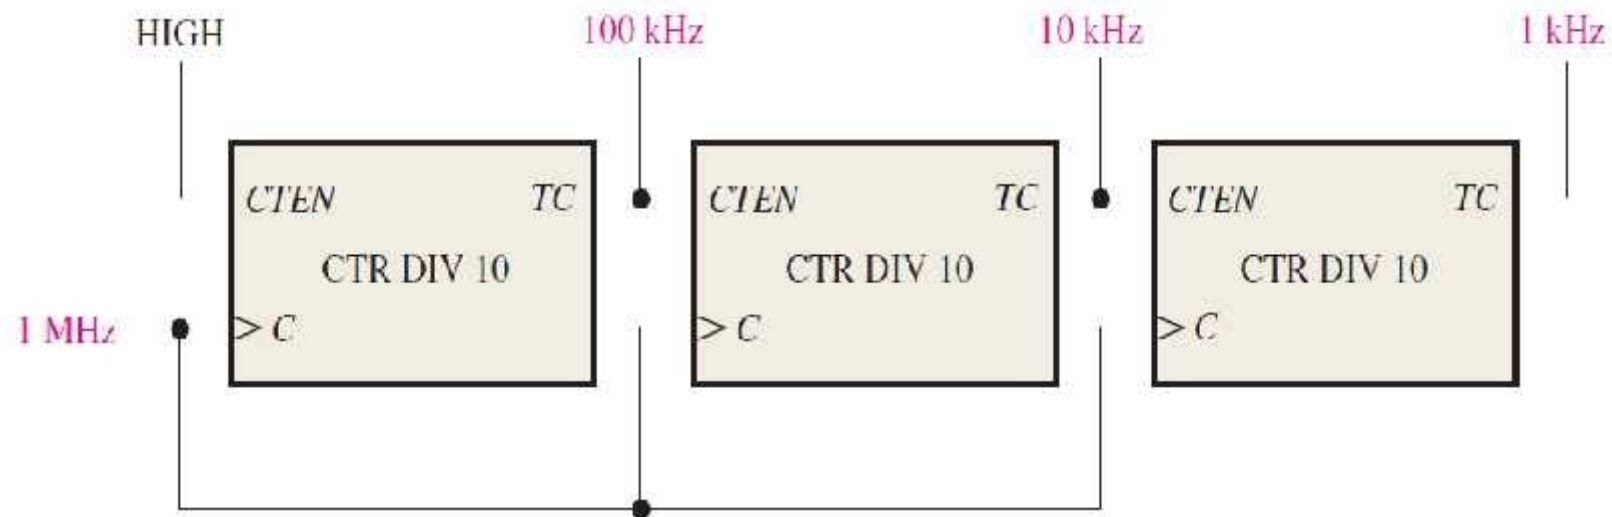 HIGH 100 kHz 10 kHz 1 kHz
CTEN TC CTEN TC CTEN TC
CTR DIV 10 CTR DIV 10 CTR DIV 10
1 MHz > C > C > C